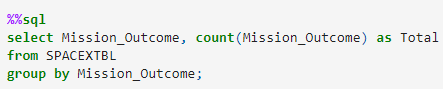 %%sql
select Mission_Outcome, count(Mission_Outcome) as Total
from SPACEXTBL
group by Mission_Outcome;